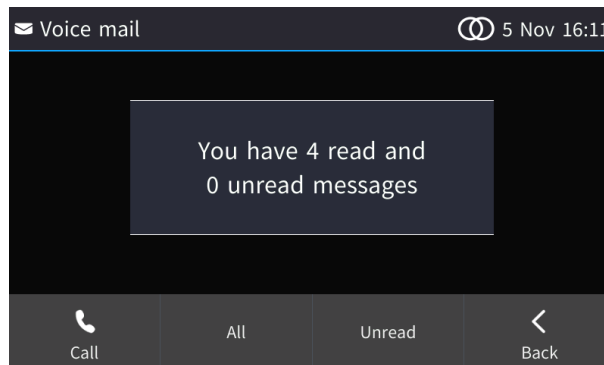 Voice mail 5 Nov 16:11
You have 4 read and
0 unread messages
Call All Unread Back